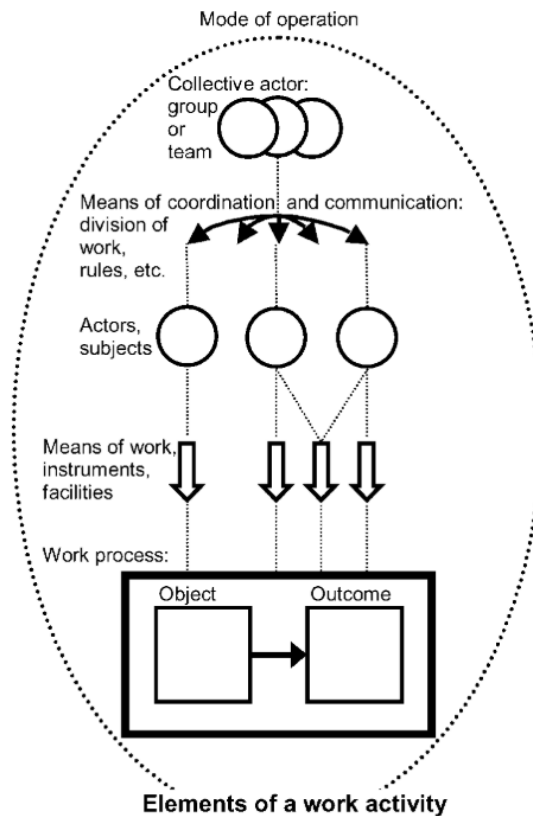 Mode of operation
Collective actor:
group
or
team
Means of coordination and communication:
division of
work,
rules, etc.
Actors,
subjects
Means of work,
instruments,
facilities
Work process:
Object
Outcome
Elements of a work activity